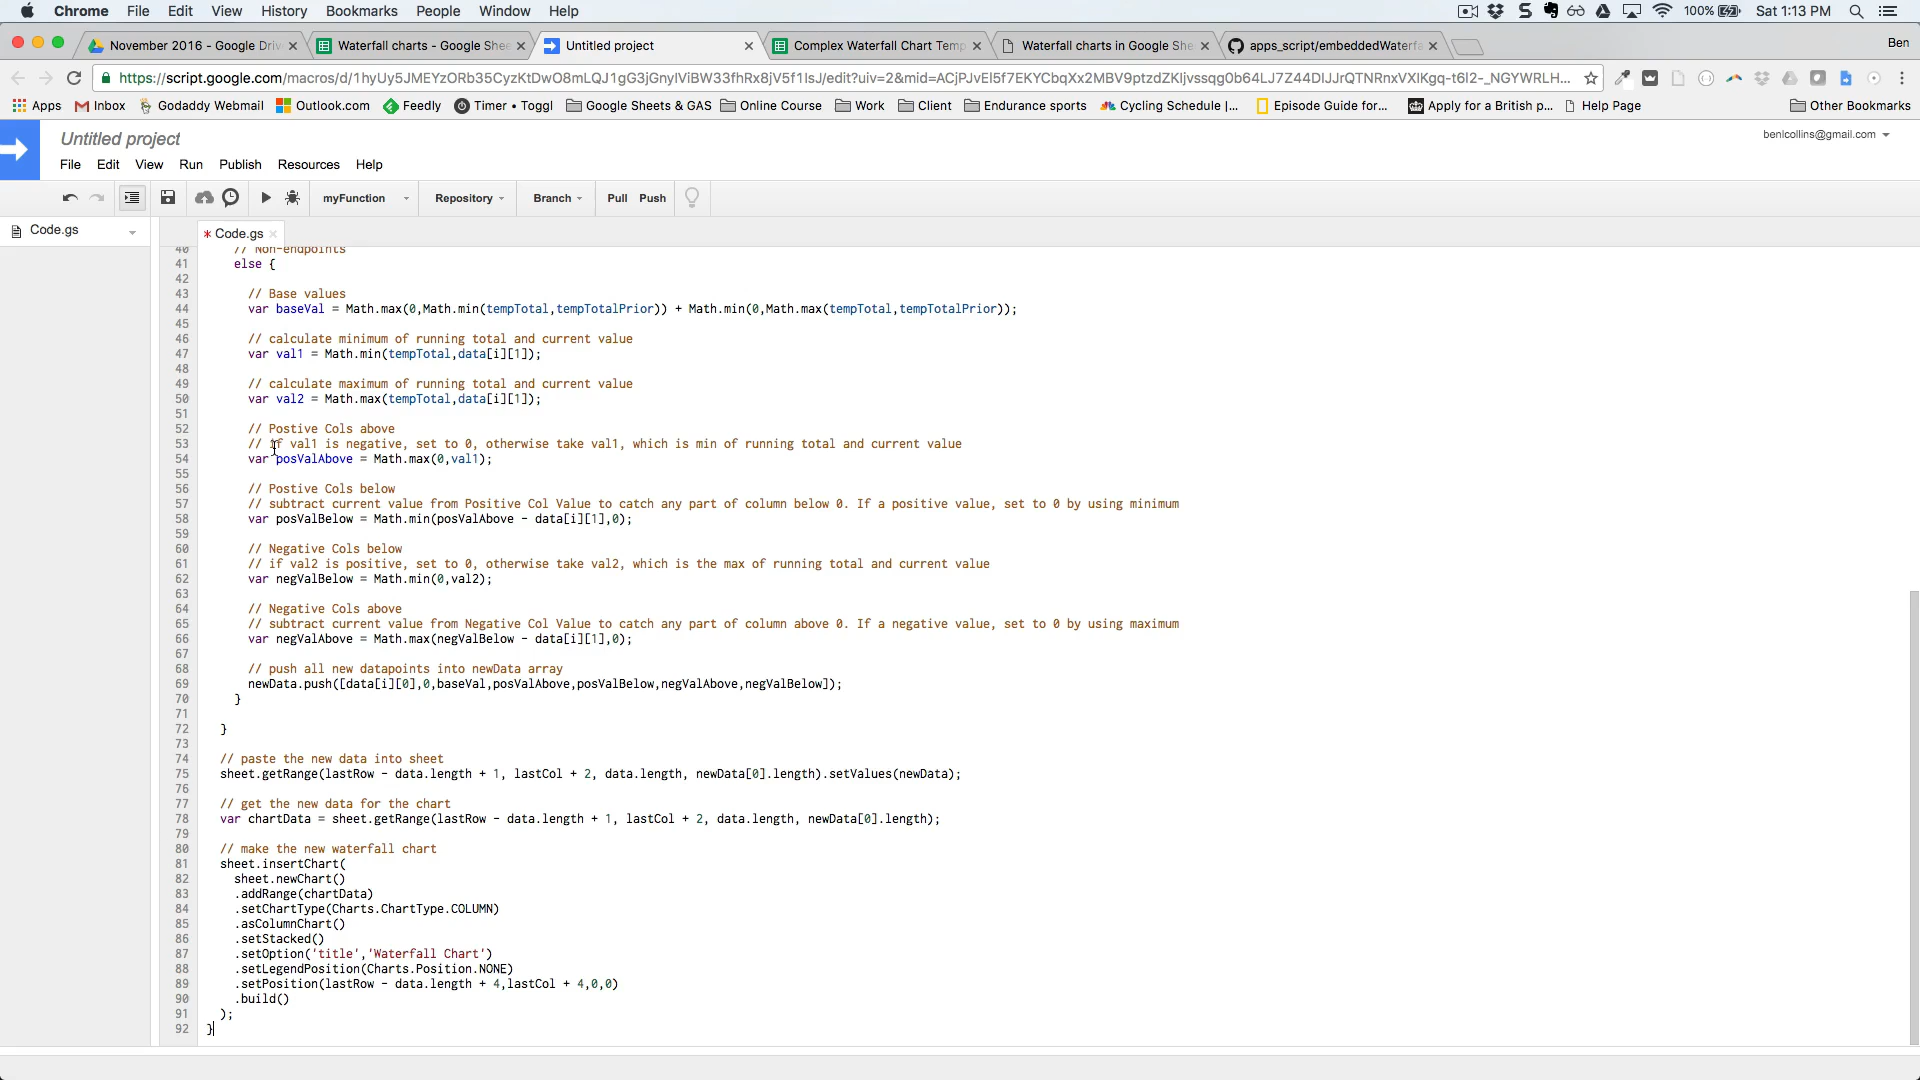 Chrome File Edit View History Bookmarks People Window Help 100% Sat 1:13 PM
November 2016 - Google Driv Waterfall charts - Google Shee Untitled project Complex Waterfall Chart Temp Waterfall charts in Google She apps_script/embeddedWaterfa Ben
https://script.google.com/macros/d/
Apps Inbox Godaddy Webmail Outlook.com Feedly Timer • Toggl Google Sheets & GAS Online Course Work Client Endurance sports Cycling Schedule |... Episode Guide for... Apply for a British p... Help Page Other Bookmarks
Untitled project benlcollins@gmail.com
File Edit View Run Publish Resources Help
myFunction Repository Branch Pull Push
Code.gs * Code.gs
40 // Non-endpoints
41 else {
42
43 // Base values
44 var baseVal = Math.max(0,Math.min(tempTotal,tempTotalPrior)) + Math.min(0,Math.max(tempTotal,tempTotalPrior));
45
46 // calculate minimum of running total and current value
47 var val1 = Math.min(tempTotal,data[i][1]);
48
49 // calculate maximum of running total and current value
50 var val2 = Math.max(tempTotal,data[i][1]);
51
52 // Postive Cols above
53 // if val1 is negative, set to 0, otherwise take val1, which is min of running total and current value
54 var posValAbove = Math.max(0,val1);
55
56 // Postive Cols below
57 // subtract current value from Positive Col Value to catch any part of column below 0. If a positive value, set to 0 by using minimum
58 var posValBelow = Math.min(posValAbove - data[i][1],0);
59
60 // Negative Cols below
61 // if val2 is positive, set to 0, otherwise take val2, which is the max of running total and current value
62 var negValBelow = Math.min(0,val2);
63
64 // Negative Cols above
65 // subtract current value from Negative Col Value to catch any part of column above 0. If a negative value, set to 0 by using maximum
66 var negValAbove = Math.max(negValBelow - data[i][1],0);
67
68 // push all new datapoints into newData array
69 newData.push([data[i][0],0,baseVal,posValAbove,posValBelow,negValAbove,negValBelow]);
70 }
71
72 }
73
74 // paste the new data into sheet
75 sheet.getRange(lastRow - data.length + 1, lastCol + 2, data.length, newData[0].length).setValues(newData);
76
77 // get the new data for the chart
78 var chartData = sheet.getRange(lastRow - data.length + 1, lastCol + 2, data.length, newData[0].length);
79
80 // make the new waterfall chart
81 sheet.insertChart(
82 sheet.newChart()
83 .addRange(chartData)
84 .setChartType(Charts.ChartType.COLUMN)
85 .asColumnChart()
86 .setStacked()
87 .setOption('title','Waterfall Chart')
88 .setLegendPosition(Charts.Position.NONE)
89 .setPosition(lastRow - data.length + 4,lastCol + 4,0,0)
90 .build()
91 );
92 }